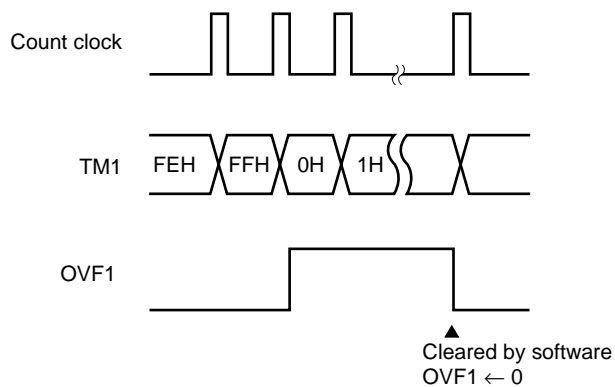 Count clock
TM1
FEH
FFH
0H
1H
OVF1
Cleared by software
OVF1 ← 0